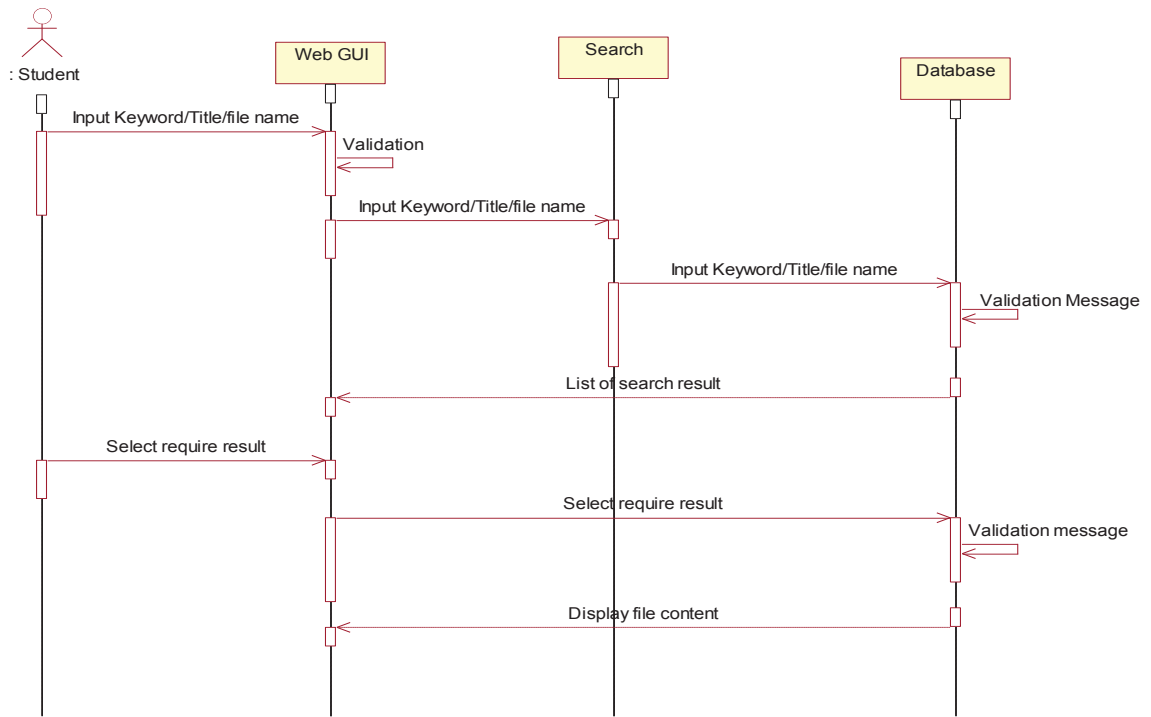 : Student
Web GUI
Search
Database
Input Keyword/Title/file name
Validation
Input Keyword/Title/file name
Input Keyword/Title/file name
Validation Message
List of search result
Select require result
Select require result
Validation message
Display file content